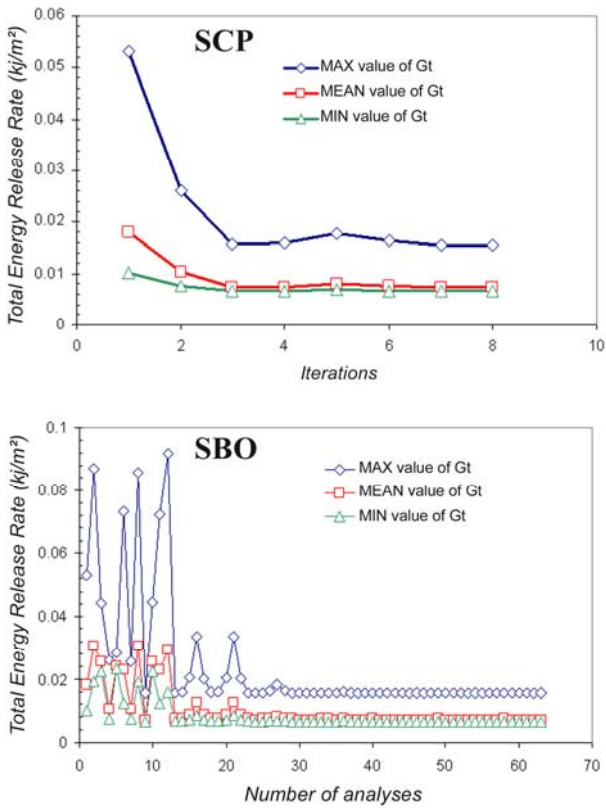 SCP
Total Energy Release Rate (kj/m²)
0.06
0.05
0.04
0.03
0.02
0.01
0
MAX value of Gt
MEAN value of Gt
MIN value of Gt
0 2 4 6 8 10
Iterations
SBO
Total Energy Release Rate (kj/m²)
0.1
0.08
0.06
0.04
0.02
0
MAX value of Gt
MEAN value of Gt
MIN value of Gt
0 10 20 30 40 50 60 70
Number of analyses